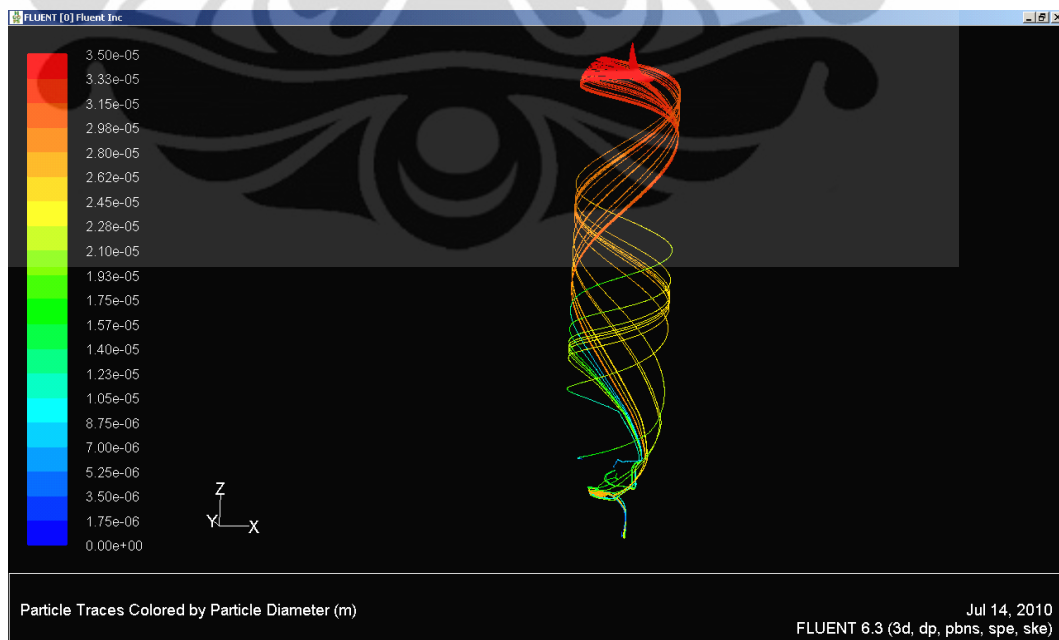 FLUENT [0] Fluent Inc
3.50e-05
3.33e-05
3.15e-05
2.98e-05
2.80e-05
2.62e-05
2.45e-05
2.28e-05
2.10e-05
1.93e-05
1.75e-05
1.57e-05
1.40e-05
1.23e-05
8.75e-06
7.00e-06
5.25e-06
3.50e-06
1.75e-06
0.00e+00
Z
Y
X
Particle Traces Colored by Particle Diameter (m)
Jul 14, 2010
FLUENT 6.3 (3d, dp, pbns, spe, ske)